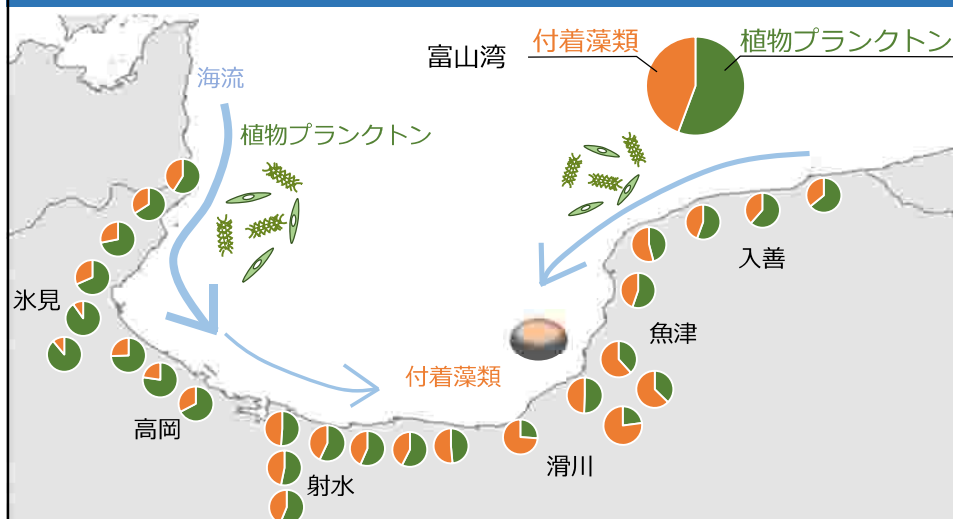 富山湾
付着藻類
植物プランクトン
海流
植物プランクトン
入善
氷見
魚津
付着藻類
高岡
滑川
射水